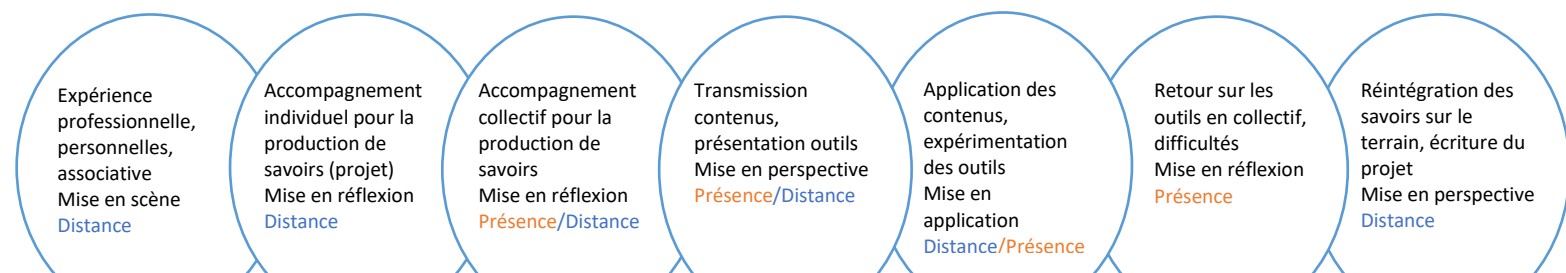 Expérience
professionnelle,
personnelles,
associative
Mise en scène
Distance
Accompagnement
individuel pour la
production de
savoirs (projet)
Mise en réflexion
Distance
Accompagnement
collectif pour la
production de
savoirs
Mise en réflexion
Présence/Distance
Transmission
contenus,
présentation outils
Mise en perspective
Présence/Distance
Application des
contenus,
expérimentation
des outils
Mise en
application
Distance/Présence
Retour sur les
outils en collectif,
difficultés
Mise en réflexion
Présence
Réintégration des
savoirs sur le
terrain, écriture du
projet
Mise en perspective
Distance